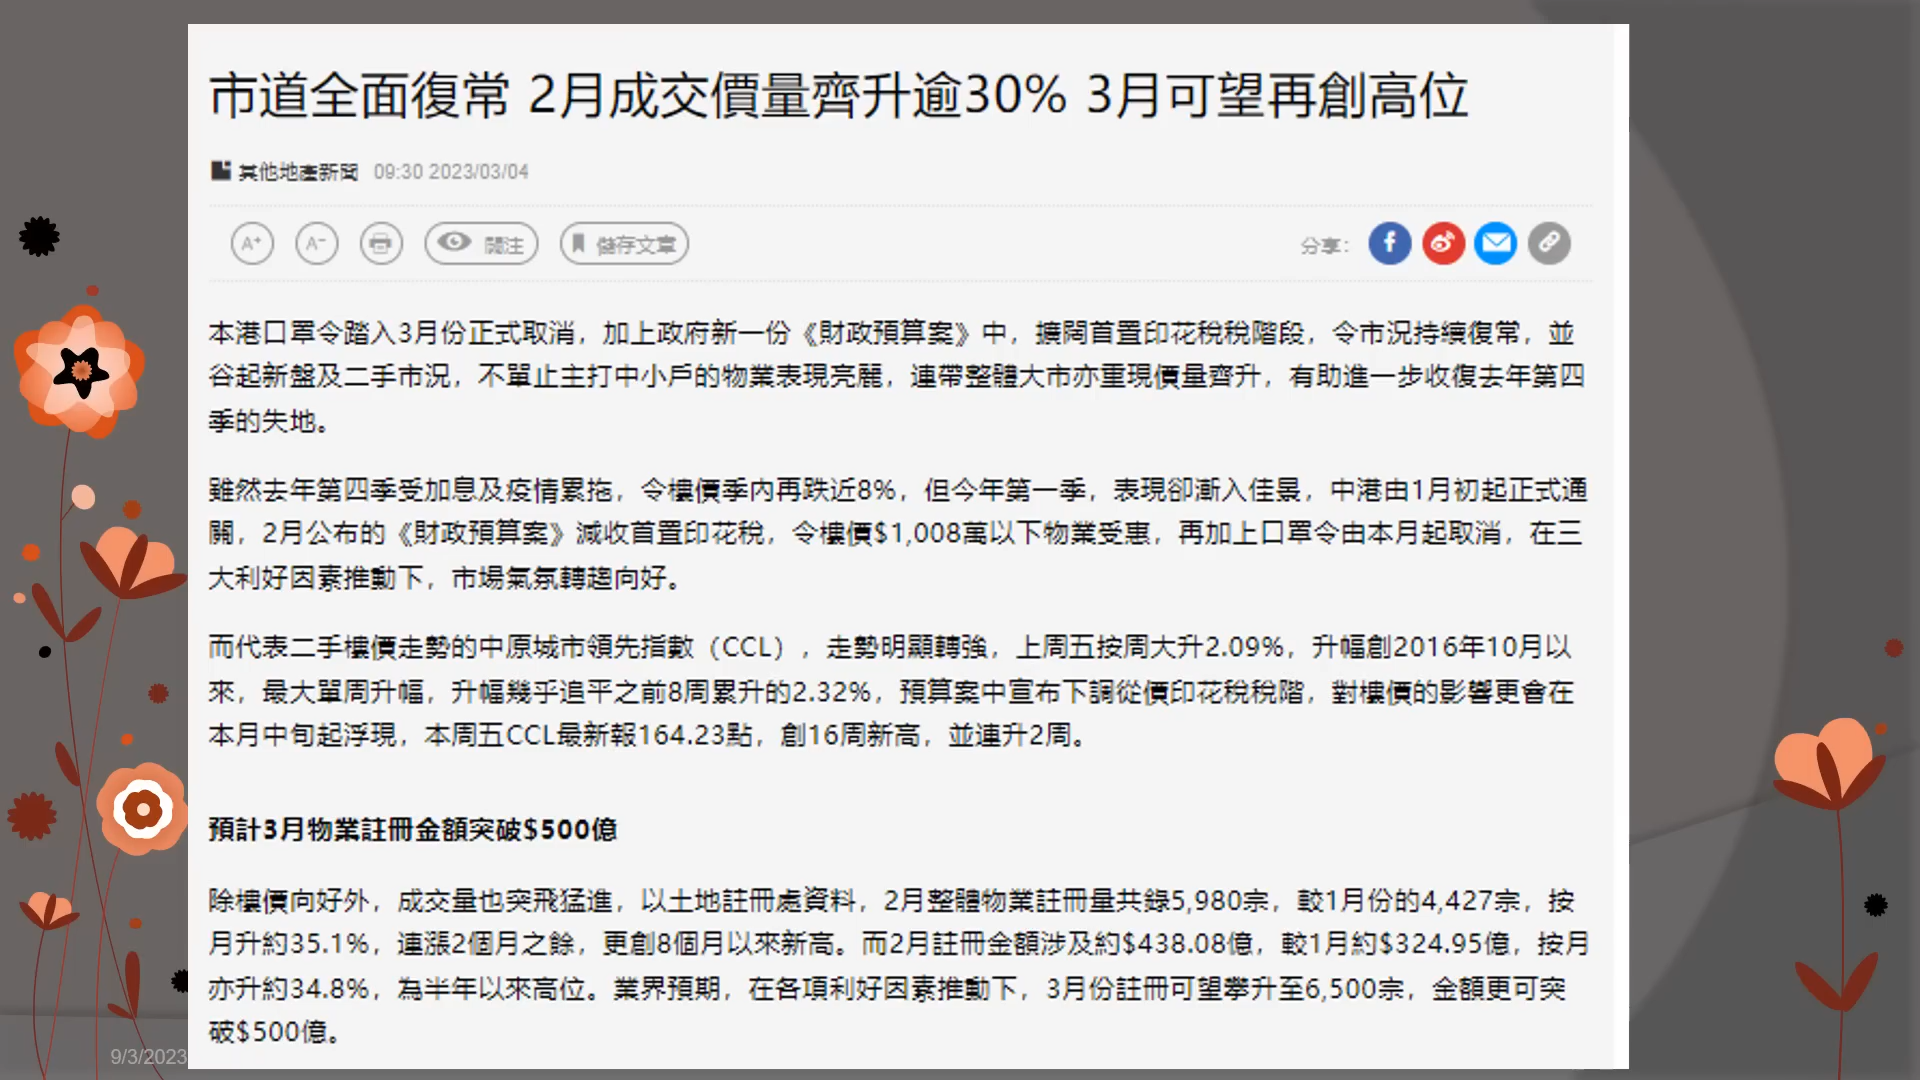 市道全面復常 2月成交價量齊升逾30% 3月可望再創高位
其他地產新聞 09:30 2023/03/04
A+ A- 關注 儲存文章 分享:
本港口罩令踏入3月份正式取消，加上政府新一份《財政預算案》中，擴闊首置印花稅稅階段，令市況持續復常，並
谷起新盤及二手市況，不單止主打中小戶的物業表現亮麗，連帶整體大市亦重現價量齊升，有助進一步收復去年第四
季的失地。
雖然去年第四季受加息及疫情累拖，令樓價季內再跌近8%，但今年第一季，表現卻漸入佳景，中港由1月初起正式通
關，2月公布的《財政預算案》減收首置印花稅，令樓價$1,008萬以下物業受惠，再加上口罩令由本月起取消，在三
大利好因素推動下，市場氣氛轉趨向好。
而代表二手樓價走勢的中原城市領先指數（CCL），走勢明顯轉強，上周五按周大升2.09%，升幅創2016年10月以
來，最大單周升幅，升幅幾乎追平之前8周累升的2.32%，預算案中宣布下調從價印花稅稅階，對樓價的影響更會在
本月中旬起浮現，本周五CCL最新報164.23點，創16周新高，並連升2周。
預計3月物業註冊金額突破$500億
除樓價向好外，成交量也突飛猛進，以土地註冊處資料，2月整體物業註冊量共錄5,980宗，較1月份的4,427宗，按
月升約35.1%，連漲2個月之餘，更創8個月以來新高。而2月註冊金額涉及約$438.08億，較1月約$324.95億，按月
亦升約34.8%，為半年以來高位。業界預期，在各項利好因素推動下，3月份註冊可望攀升至6,500宗，金額更可突
破$500億。
9/3/2023